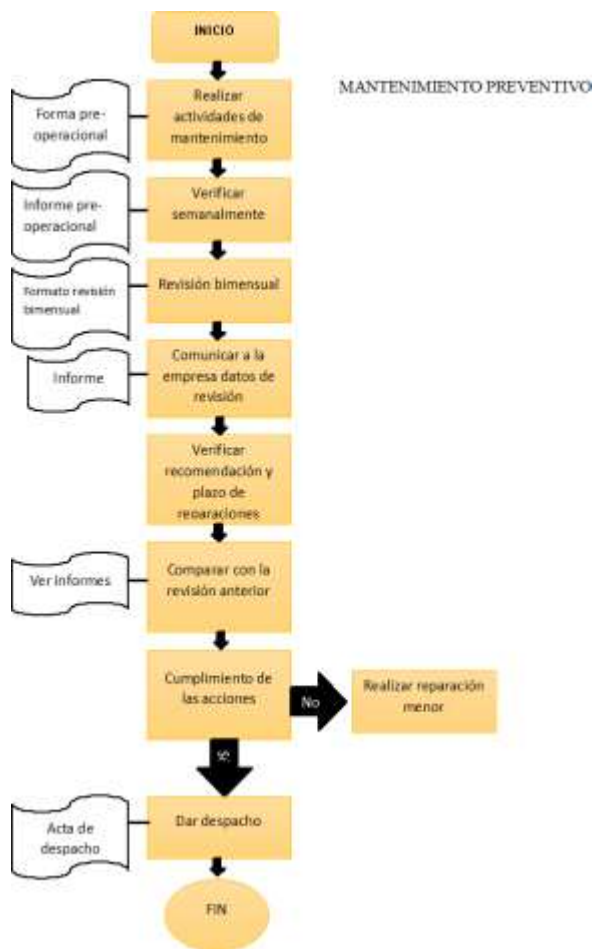 INICIO
MANTENIMIENTO PREVENTIVO
Forma pre-
operacional
Realizar
actividades de
mantenimiento
Informe pre-
operacional
Verificar
semanalmente
Formato revisión
bimensual
Revisión bimensual
Informe
Comunicar a la
empresa datos de
revisión
Verificar
recomendación y
plazo de
reparaciones
Ver informes
Comparar con la
revisión anterior
Cumplimiento de
las acciones
No
Realizar reparación
menor
Si
Acta de
despacho
Dar despacho
FIN